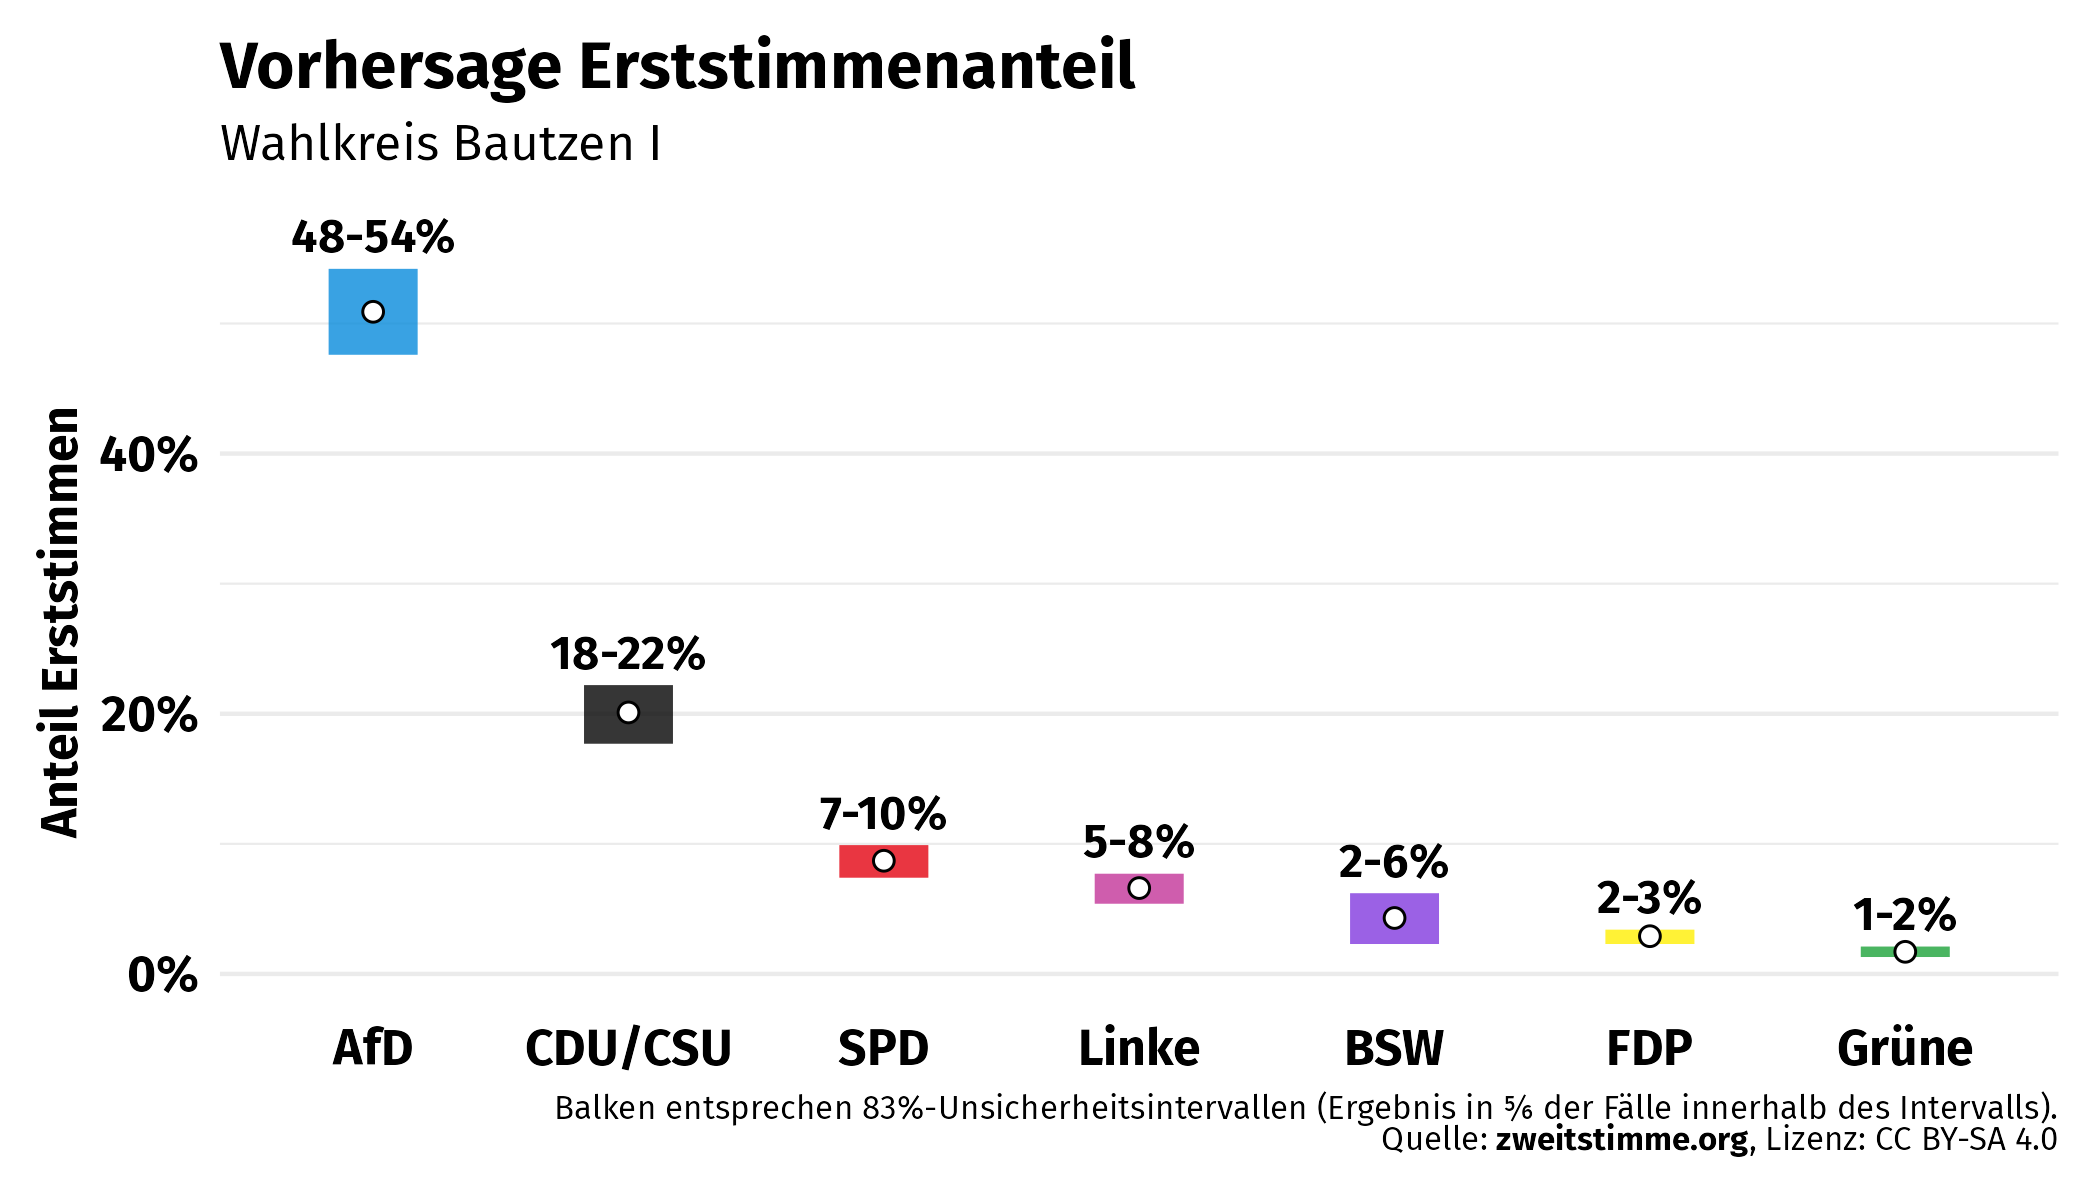 Vorhersage Erststimmenanteil
Wahlkreis Bautzen I
48-54%
Anteil Erststimmen
40%
18-22%
20%
7-10%
5-8%
2-6%
2-3%
1-2%
0%
AfD
CDU/CSU
SPD
Linke
BSW
FDP
Grüne
Balken entsprechen 83%-Unsicherheitsintervallen (Ergebnis in ⅚ der Fälle innerhalb des Intervalls).
Quelle: zweitstimme.org, Lizenz: CC BY-SA 4.0